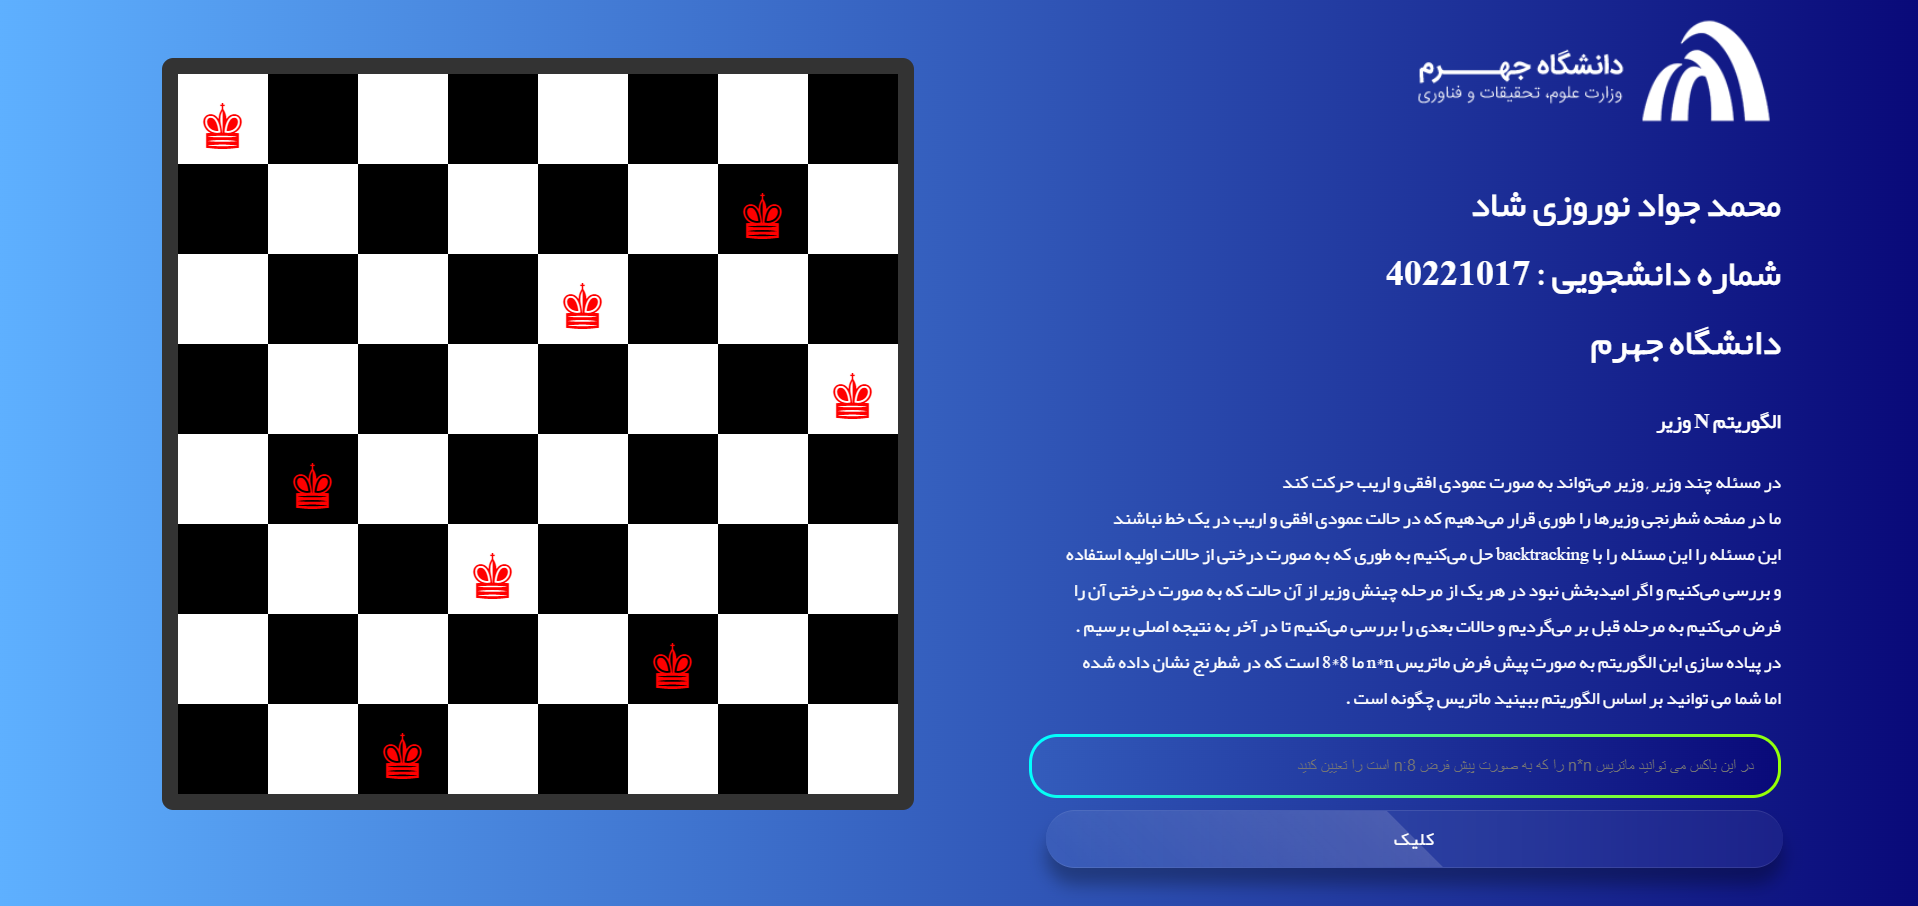 دانشگاه جهـــــرم
وزارت علوم، تحقیقات و فناوری
محمد جواد نوروزی شاد
شماره دانشجویی : 40221017
دانشگاه جهرم
الگوریتم N وزیر
در مسئله چند وزیر , وزیر می‌تواند به صورت عمودی افقی و اریب حرکت کند
ما در صفحه شطرنجی وزیرها را طوری قرار می‌دهیم که در حالت عمودی افقی و اریب در یک خط نباشند
این مسئله را این مسئله را با backtracking حل می‌کنیم به طوری که به صورت درختی از حالات اولیه استفاده
و بررسی می‌کنیم و اگر امیدبخش نبود در هر یک از مرحله چینش وزیر از آن حالت که به صورت درختی آن را
فرض می‌کنیم به مرحله قبل بر می‌گردیم و حالات بعدی را بررسی می‌کنیم تا در آخر به نتیجه اصلی برسیم .
در پیاده سازی این الگوریتم به صورت پیش فرض ماتریس n*n ما 8*8 است که در شطرنج نشان داده شده
اما شما می توانید بر اساس الگوریتم ببینید ماتریس چگونه است .
در این باکس می توانید ماتریس n*n را که به صورت پیش فرض n:8 است را تعیین کنید
کلیک